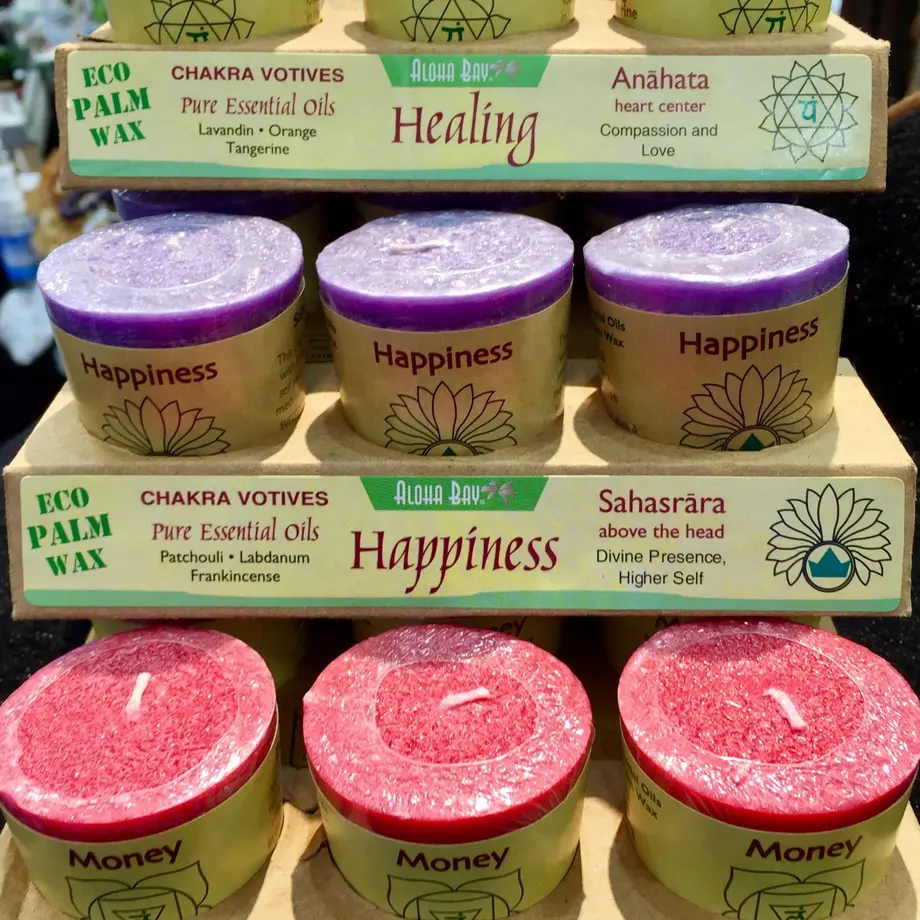 ECO
PALM
WAX
CHAKRA VOTIVES
Pure Essential Oils
Lavandin • Orange
Tangerine
ALOHA BAY
Healing
Anāhata
heart center
Compassion and
Love
Happiness
Happiness
Happiness
ECO
PALM
WAX
CHAKRA VOTIVES
Pure Essential Oils
Patchouli • Labdanum
Frankincense
ALOHA BAY
Happiness
Sahasrāra
above the head
Divine Presence,
Higher Self
Money
Money
Money